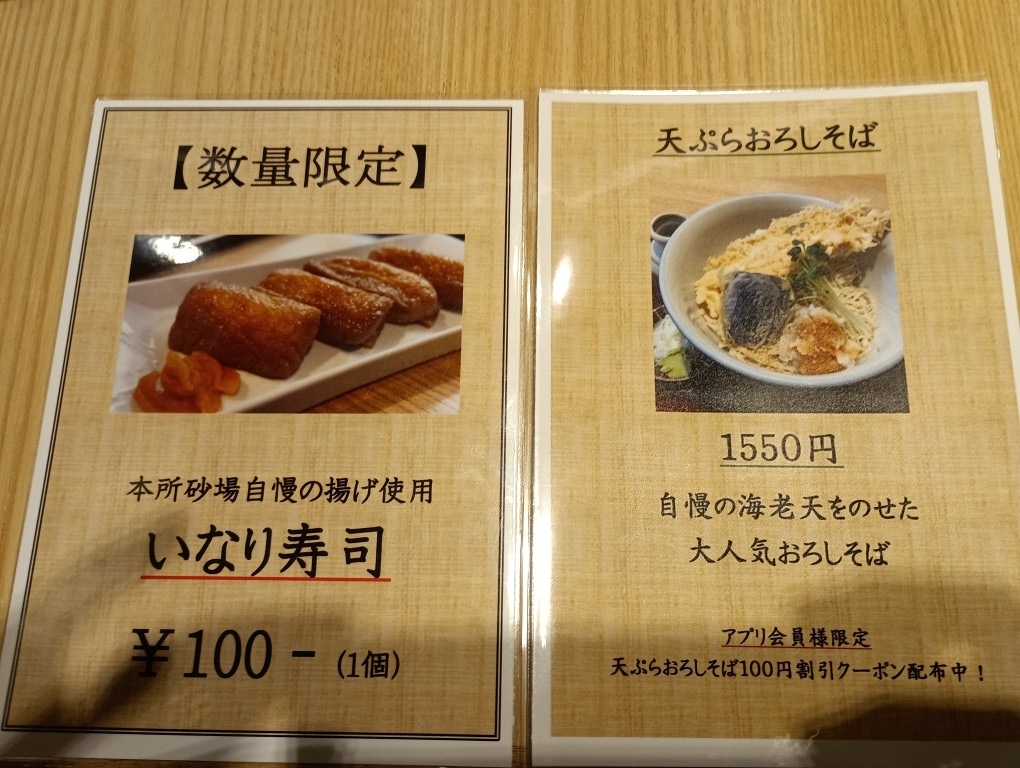 【数量限定】
本所砂場自慢の揚げ使用
いなり寿司
￥100－(1個)
天ぷらおろしそば
1550円
自慢の海老天をのせた
大人気おろしそば
アプリ会員様限定
天ぷらおろしそば100円割引クーポン配布中！